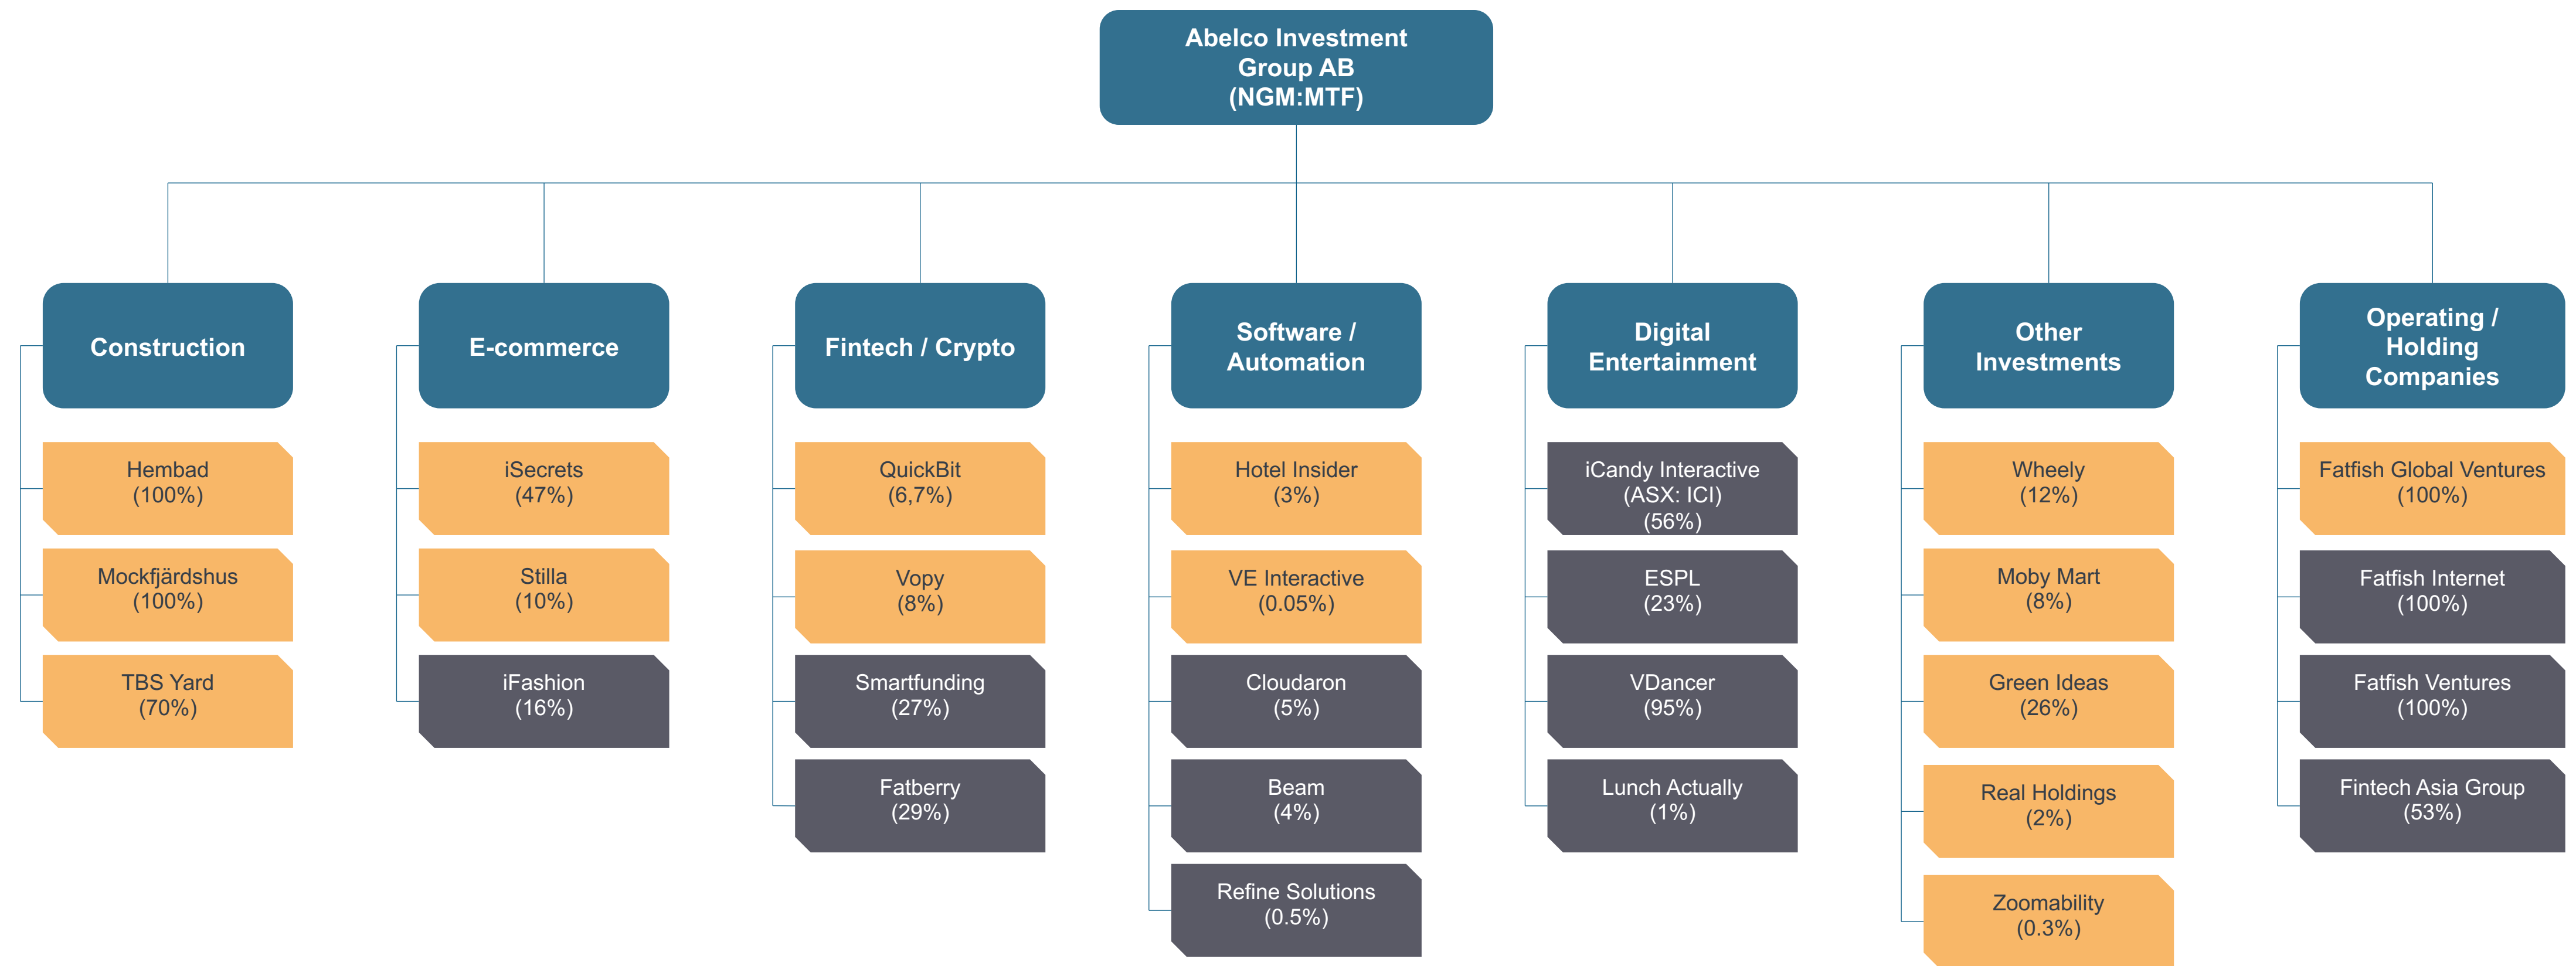 Abelco Investment
Group AB
(NGM:MTF)
Construction
Hembad
(100%)
Mockfjärdshus
(100%)
TBS Yard
(70%)
E-commerce
iSecrets
(47%)
Stilla
(10%)
iFashion
(16%)
Fintech / Crypto
QuickBit
(6,7%)
Vopy
(8%)
Smartfunding
(27%)
Fatberry
(29%)
Software /
Automation
Hotel Insider
(3%)
VE Interactive
(0.05%)
Cloudaron
(5%)
Beam
(4%)
Refine Solutions
(0.5%)
Digital
Entertainment
iCandy Interactive
(ASX: ICI)
(56%)
ESPL
(23%)
VDancer
(95%)
Lunch Actually
(1%)
Other
Investments
Wheely
(12%)
Moby Mart
(8%)
Green Ideas
(26%)
Real Holdings
(2%)
Zoomability
(0.3%)
Operating /
Holding
Companies
Fatfish Global Ventures
(100%)
Fatfish Internet
(100%)
Fatfish Ventures
(100%)
Fintech Asia Group
(53%)